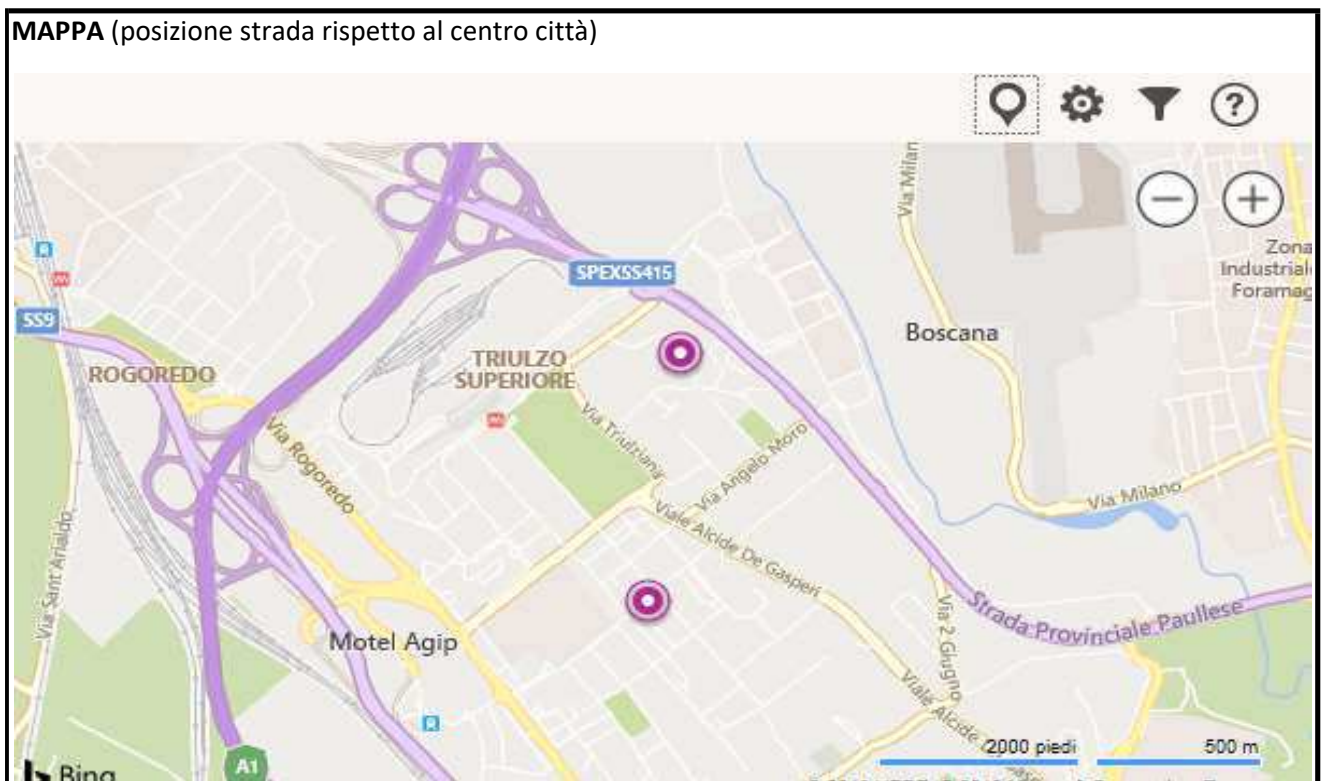 MAPPA (posizione strada rispetto al centro città)
?
Via Milan
Zona
Industriale
Foramag
SPEXSS415
SS9
Boscana
ROGOREDO
TRIULZO
SUPERIORE
Via Rogoredo
Via Triulziana
Via Angelo Moro
Via Milano
Viale Alcide De Gasperi
Via Sant'Arialdo
Strada Provinciale Paullese
Via 2 Giugno
Motel Agip
Viale Alcide
2000 piedi
500 m
A1
Bing